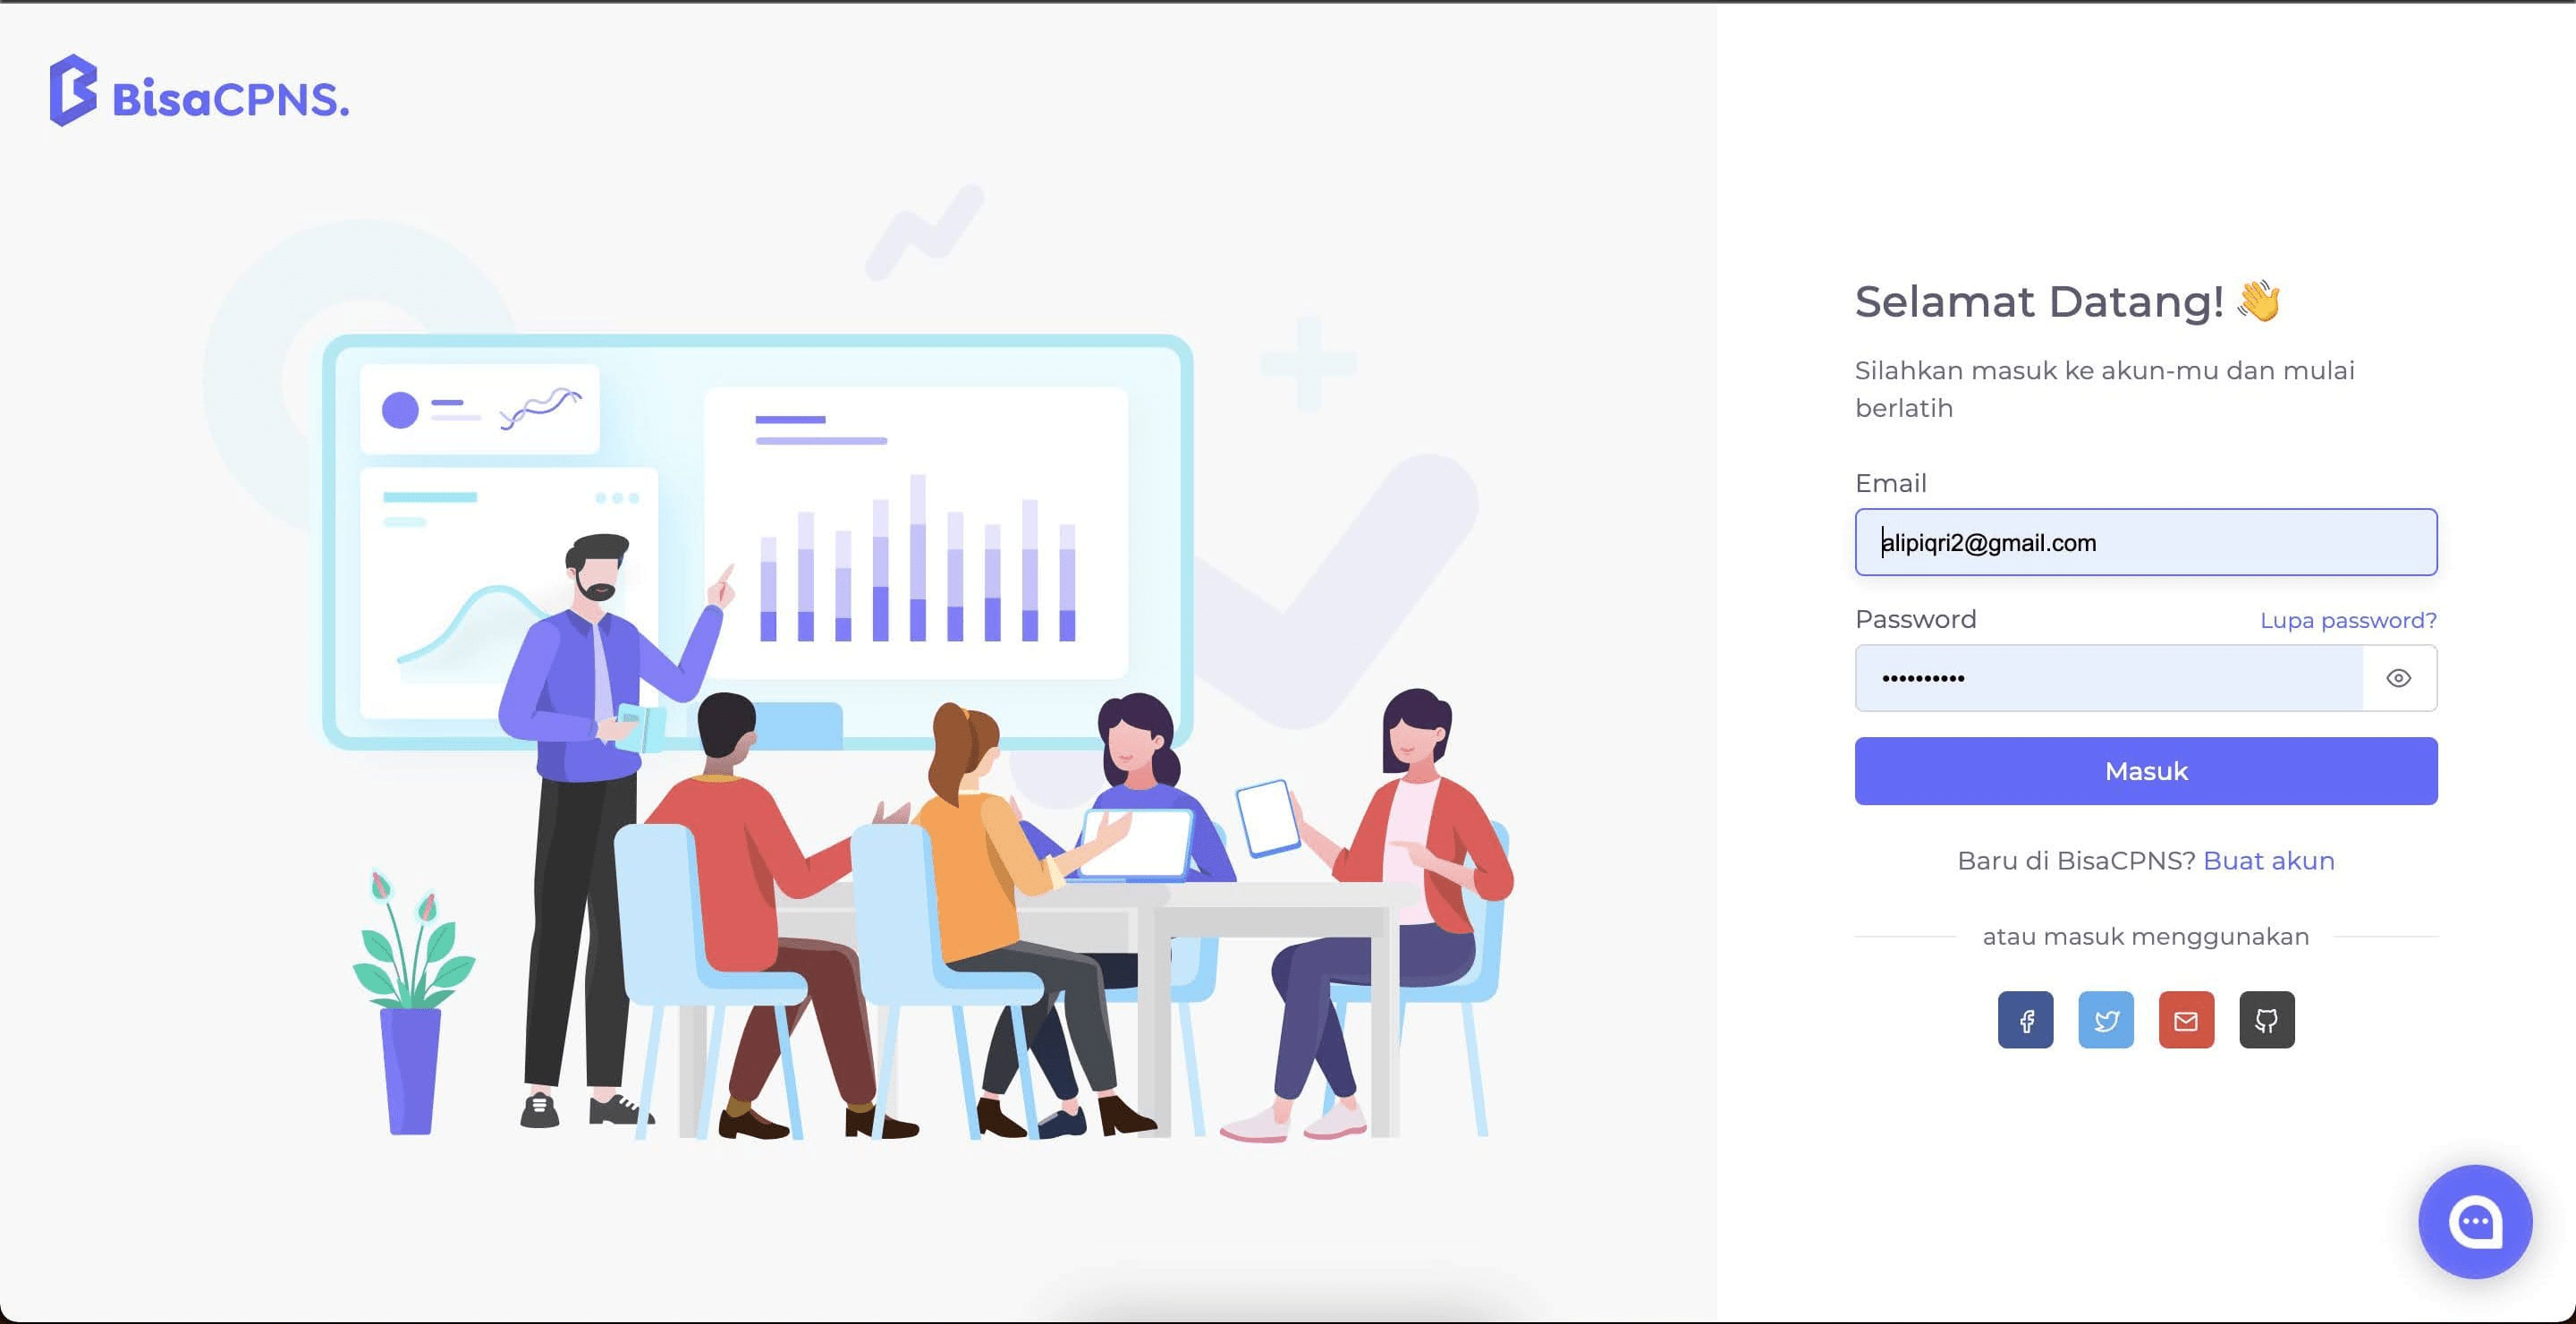 BisaCPNS.
Selamat Datang! 👋
Silahkan masuk ke akun-mu dan mulai
berlatih
Email
alipiqri2@gmail.com
Password Lupa password?
••••••••••
Masuk
Baru di BisaCPNS? Buat akun
atau masuk menggunakan